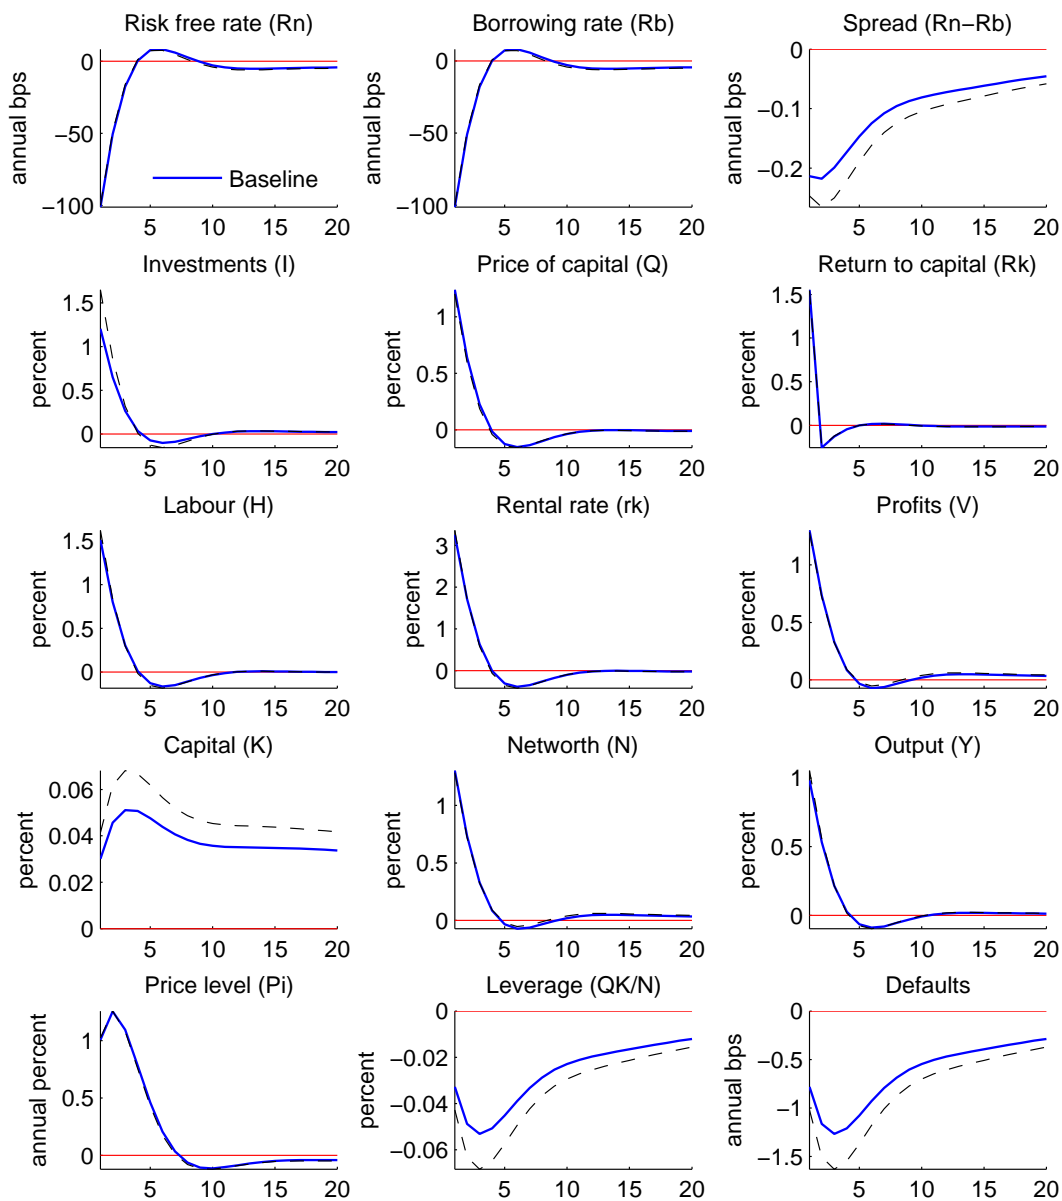 Risk free rate (Rn)
annual bps
0
−50
−100
Baseline
5 10 15 20
Borrowing rate (Rb)
annual bps
0
−50
−100
5 10 15 20
Spread (Rn−Rb)
annual bps
0
−0.1
−0.2
5 10 15 20
Investments (I)
percent
1.5
1
0.5
0
5 10 15 20
Price of capital (Q)
percent
1
0.5
0
5 10 15 20
Return to capital (Rk)
percent
1.5
1
0.5
0
5 10 15 20
Labour (H)
percent
1.5
1
0.5
0
5 10 15 20
Rental rate (rk)
percent
3
2
1
0
5 10 15 20
Profits (V)
percent
1
0.5
0
5 10 15 20
Capital (K)
percent
0.06
0.04
0.02
0
5 10 15 20
Networth (N)
percent
1
0.5
0
5 10 15 20
Output (Y)
percent
1
0.5
0
5 10 15 20
Price level (Pi)
annual percent
1
0
5 10 15 20
Leverage (QK/N)
percent
0
−0.02
−0.04
−0.06
5 10 15 20
Defaults
annual bps
0
−0.5
−1
−1.5
5 10 15 20